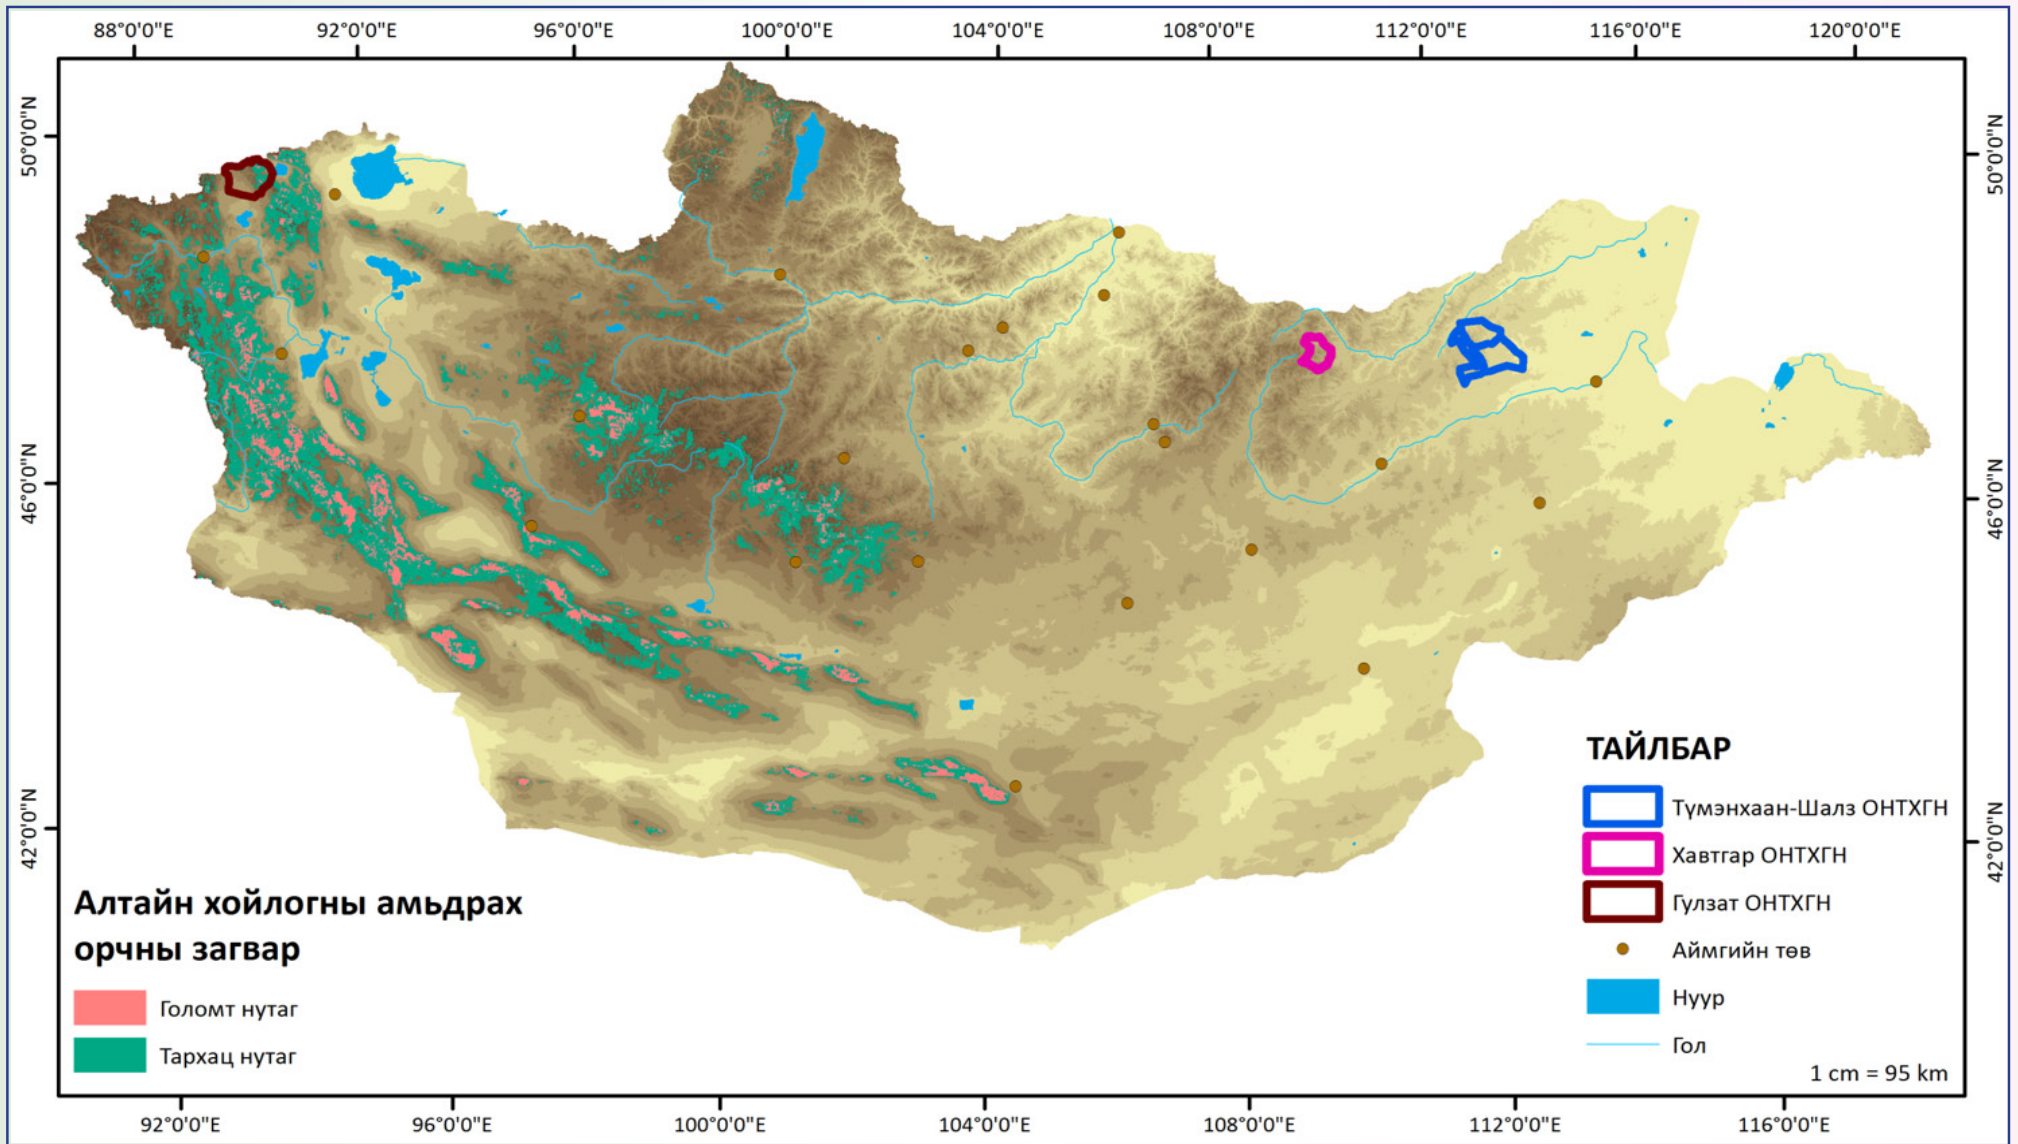 88°0'0"E 92°0'0"E 96°0'0"E 100°0'0"E 104°0'0"E 108°0'0"E 112°0'0"E 116°0'0"E 120°0'0"E
50°0'0"N
50°0'0"N
46°0'0"N
46°0'0"N
42°0'0"N
42°0'0"N
Алтайн хойлогны амьдрах
орчны загвар
Голомт нутаг
Тархац нутаг
ТАЙЛБАР
Түмэнхаан-Шалз ОНТХГН
Хавтгар ОНТХГН
Гулзат ОНТХГН
Аймгийн төв
Нуур
Гол
1 cm = 95 km
92°0'0"E 96°0'0"E 100°0'0"E 104°0'0"E 108°0'0"E 112°0'0"E 116°0'0"E